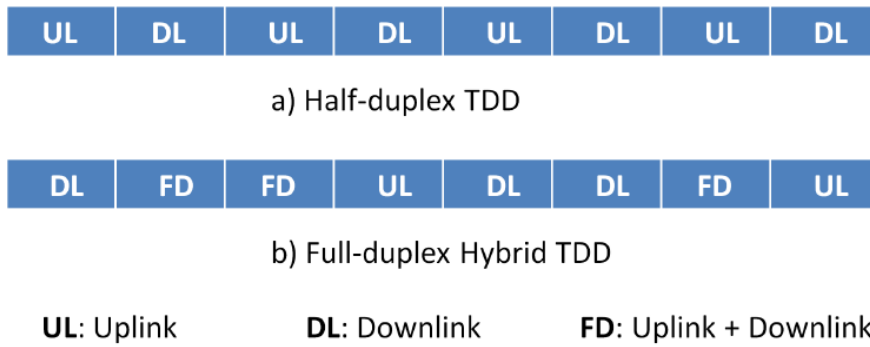 UL DL UL DL UL DL UL DL
a) Half-duplex TDD
DL FD FD UL DL DL FD UL
b) Full-duplex Hybrid TDD
UL: Uplink DL: Downlink FD: Uplink + Downlink